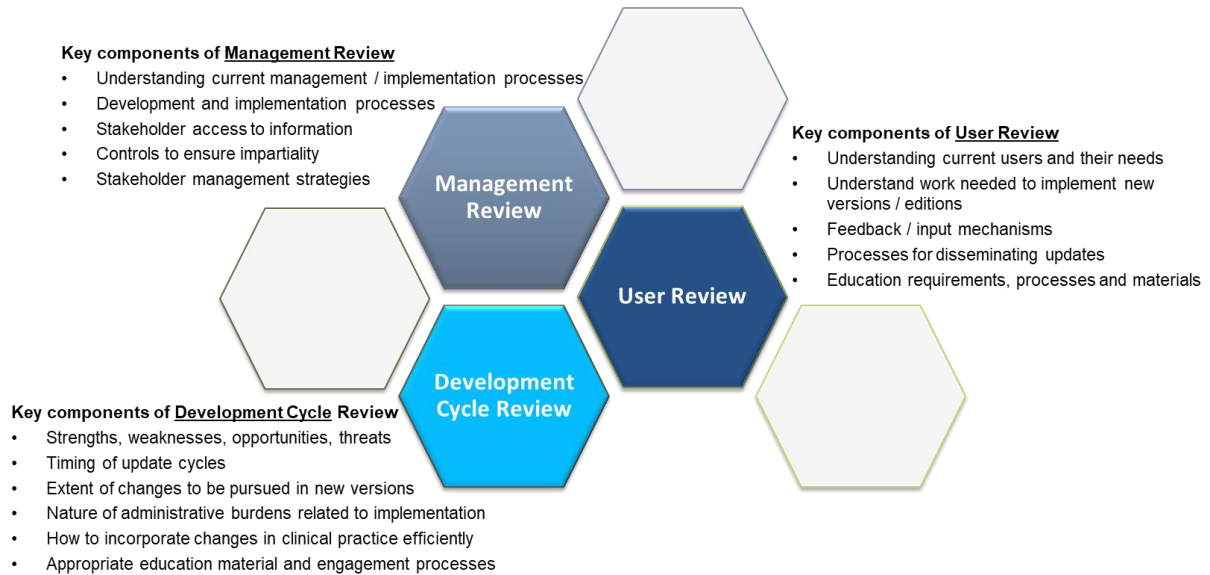 Key components of Management Review
• Understanding current management / implementation processes
• Development and implementation processes
• Stakeholder access to information
• Controls to ensure impartiality
• Stakeholder management strategies
Management
Review
Key components of User Review
• Understanding current users and their needs
• Understand work needed to implement new
versions / editions
• Feedback / input mechanisms
• Processes for disseminating updates
• Education requirements, processes and materials
User Review
Development
Cycle Review
Key components of Development Cycle Review
• Strengths, weaknesses, opportunities, threats
• Timing of update cycles
• Extent of changes to be pursued in new versions
• Nature of administrative burdens related to implementation
• How to incorporate changes in clinical practice efficiently
• Appropriate education material and engagement processes